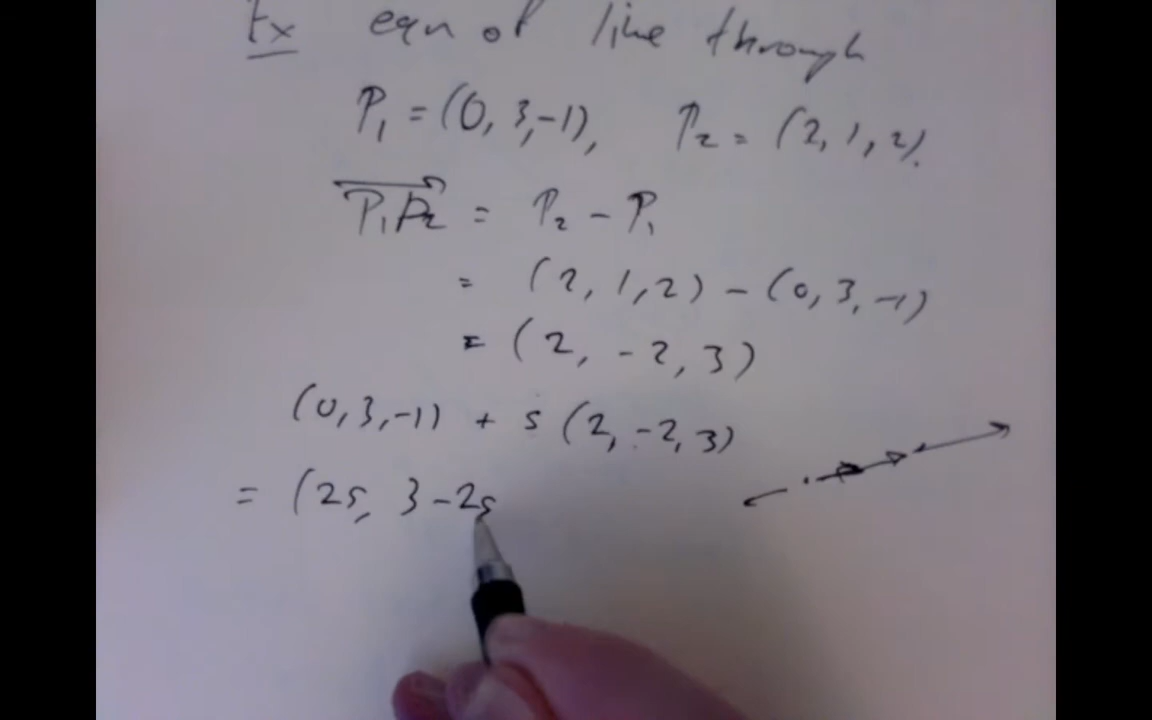 Ex eqn of line through
P₁ = (0, 3, -1), P₂ = (2, 1, 2).
P₁P₂ = P₂ - P₁
= (2, 1, 2) - (0, 3, -1)
= (2, -2, 3)
(0, 3, -1) + s (2, -2, 3)
= (2s, 3 - 2s